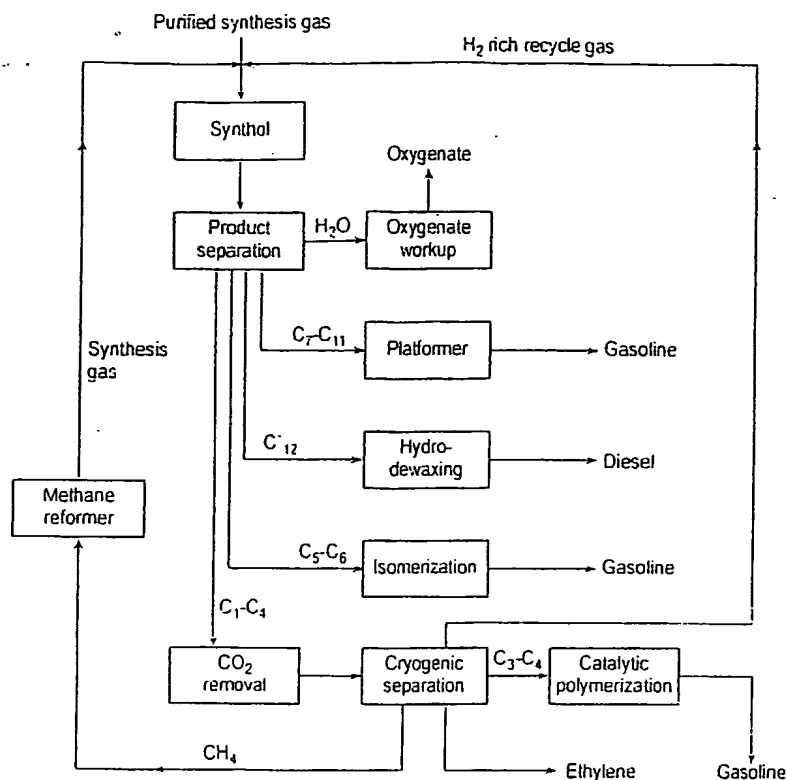 Purified synthesis gas
H₂ rich recycle gas
Synthol
Oxygenate
Product
separation
H₂O
Oxygenate
workup
C₇-C₁₁
Platformer
Gasoline
Synthesis
gas
C⁻₁₂
Hydro-
dewaxing
Diesel
Methane
reformer
C₅-C₆
Isomerization
Gasoline
C₁-C₄
CO₂
removal
Cryogenic
separation
C₃-C₄
Catalytic
polymerization
CH₄
Ethylene
Gasoline